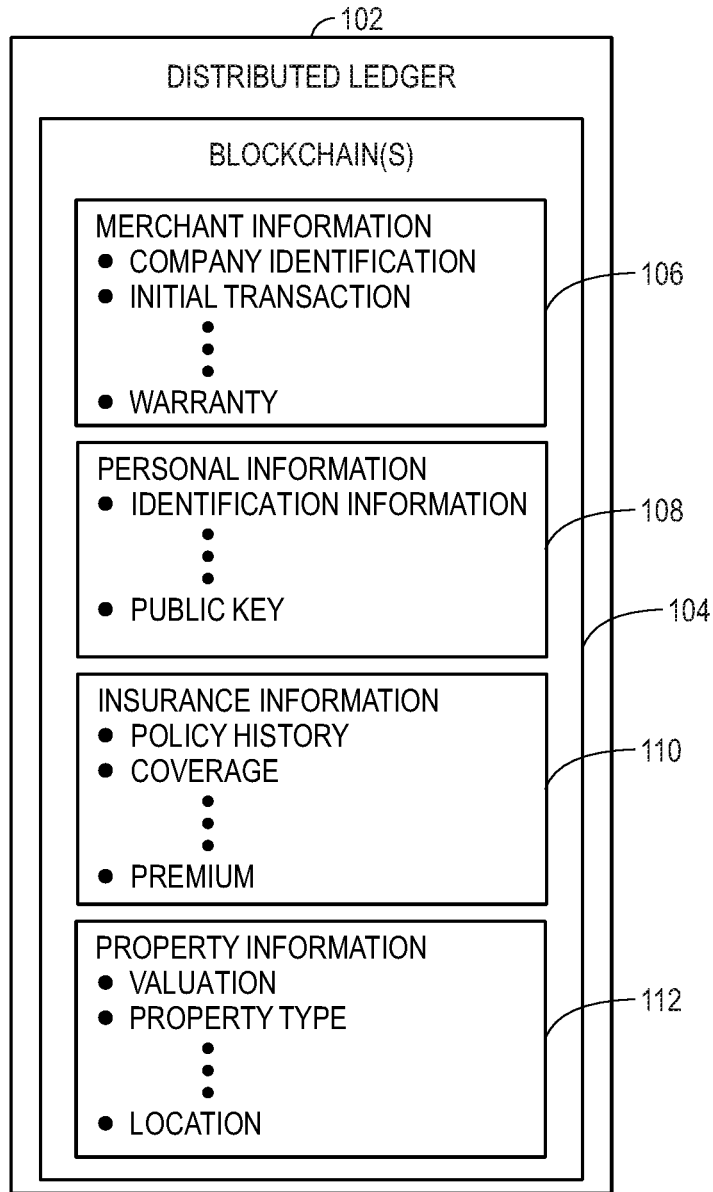 102
DISTRIBUTED LEDGER
BLOCKCHAIN(S)
MERCHANT INFORMATION
● COMPANY IDENTIFICATION
● INITIAL TRANSACTION
● WARRANTY
106
PERSONAL INFORMATION
● IDENTIFICATION INFORMATION
● PUBLIC KEY
108
104
INSURANCE INFORMATION
● POLICY HISTORY
● COVERAGE
● PREMIUM
110
PROPERTY INFORMATION
● VALUATION
● PROPERTY TYPE
● LOCATION
112